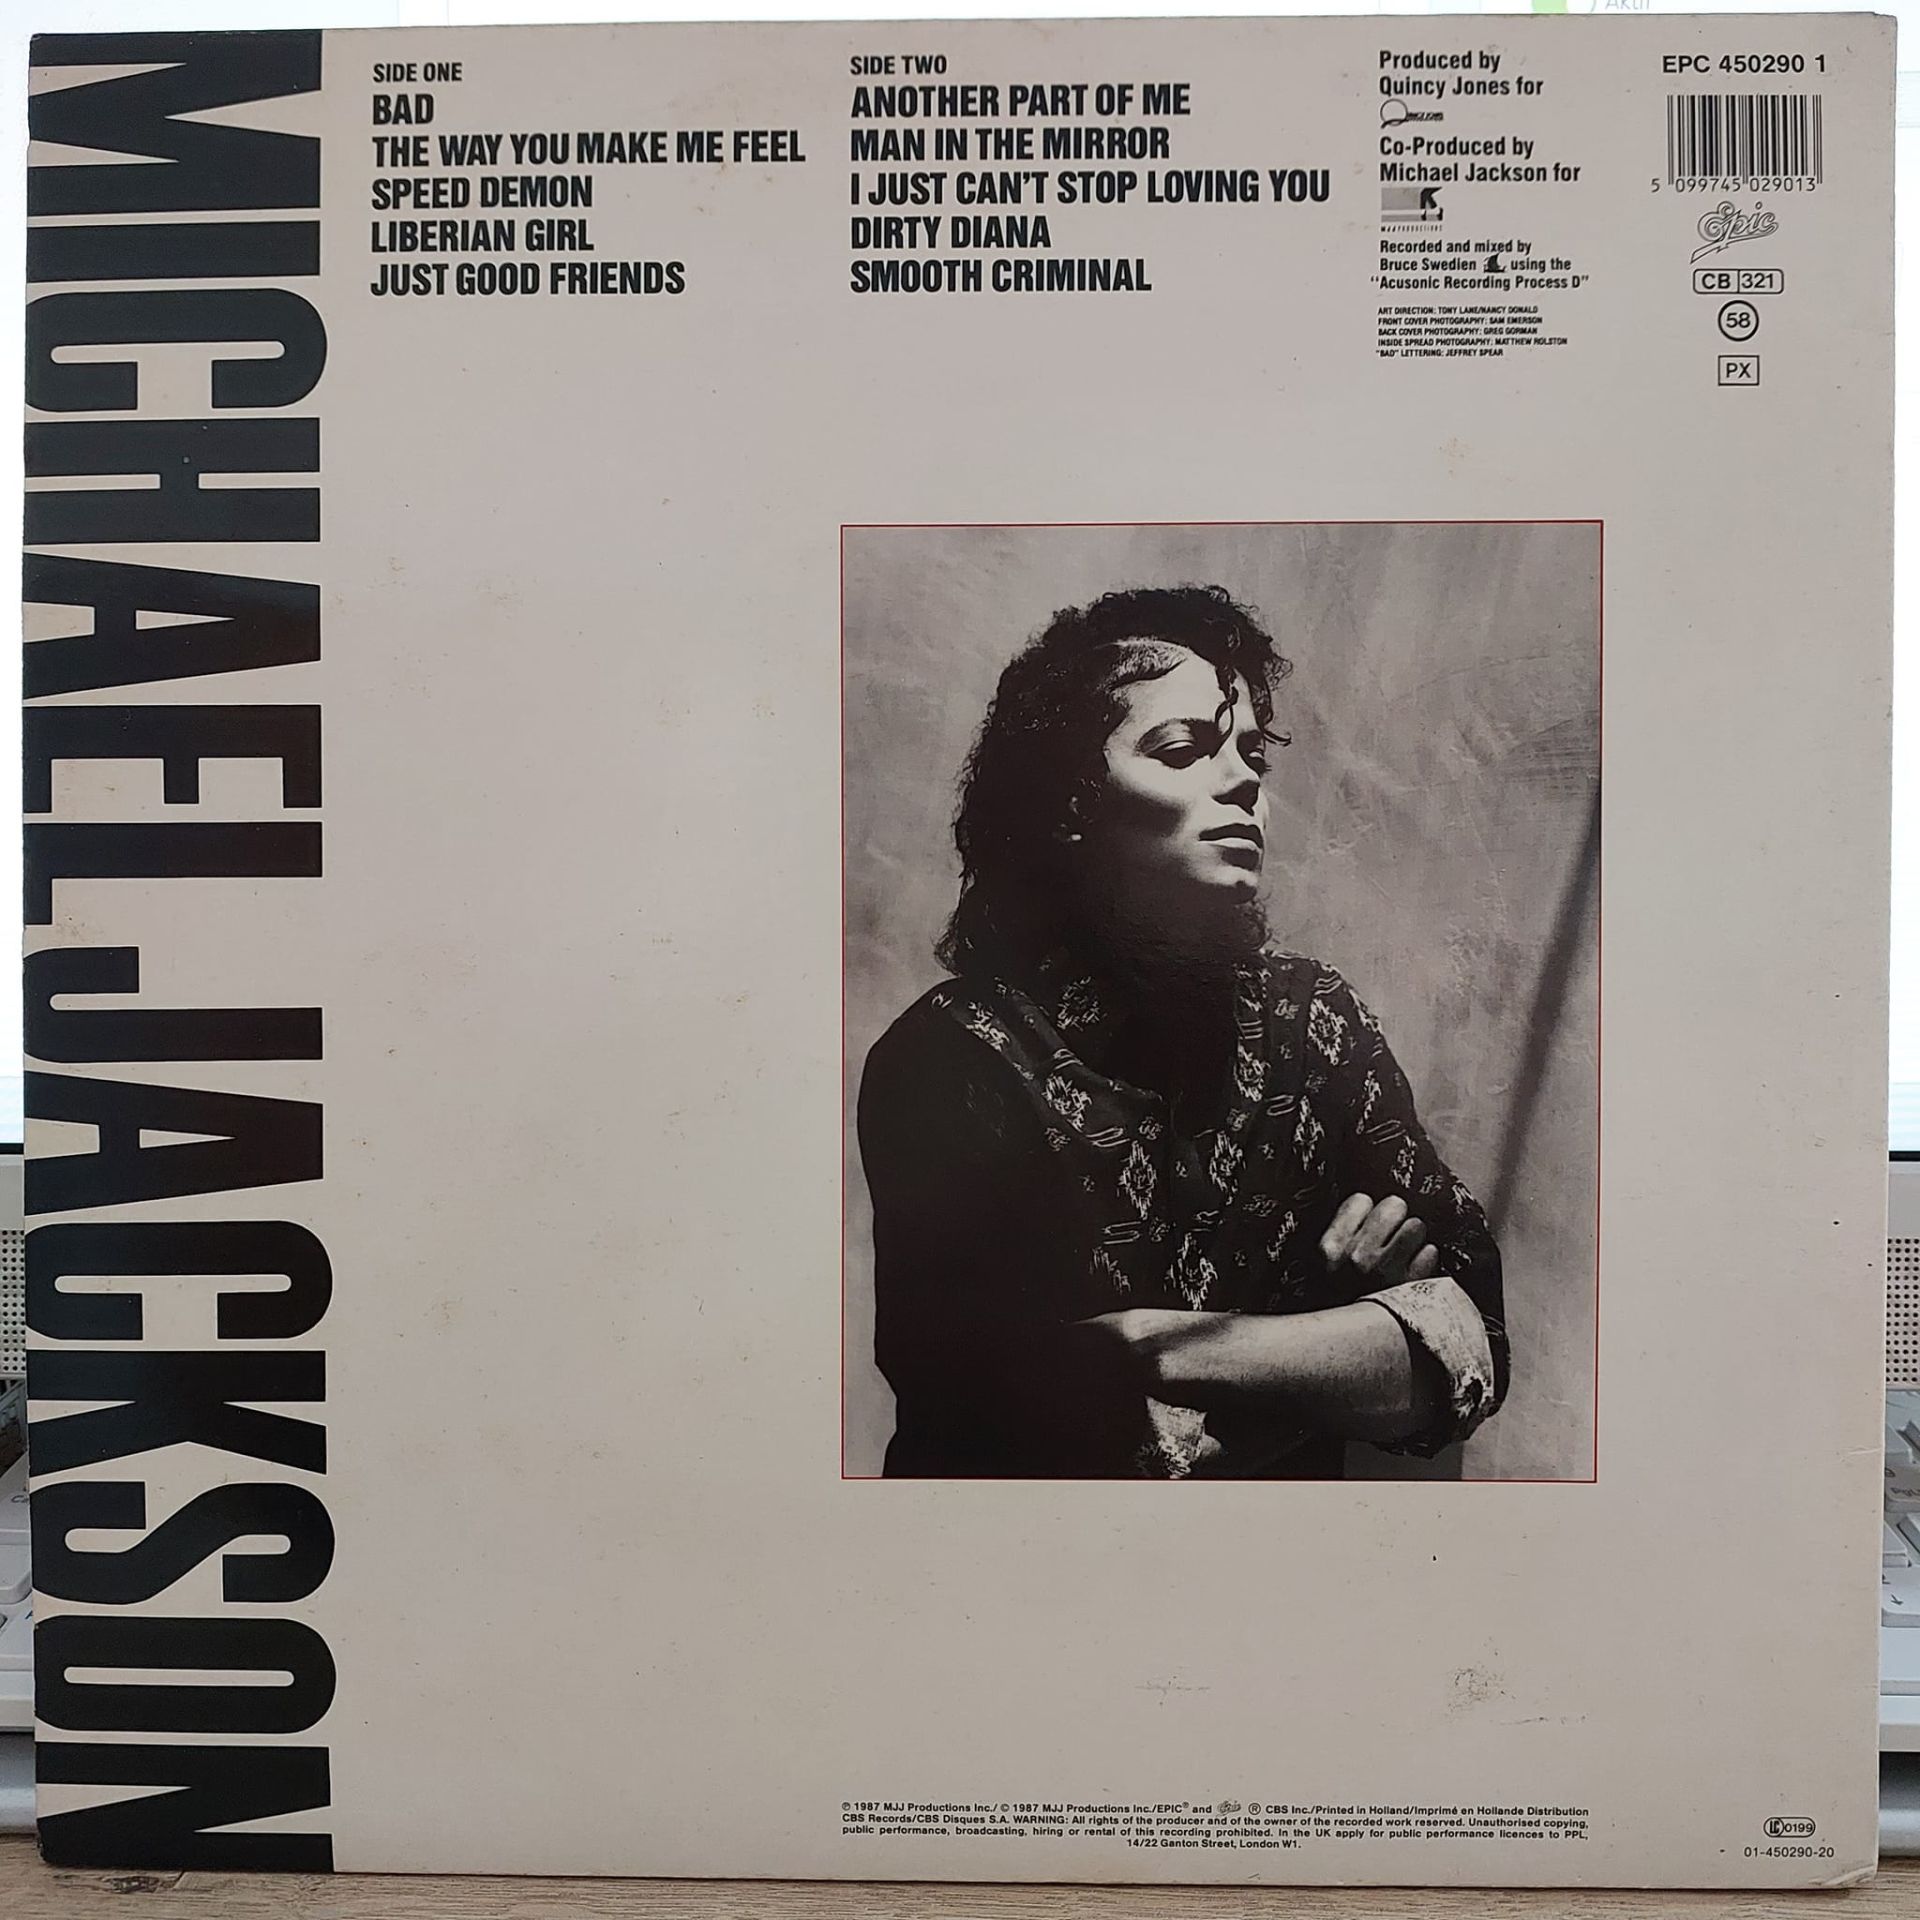 MICHAEL JACKSON
SIDE ONE
BAD
THE WAY YOU MAKE ME FEEL
SPEED DEMON
LIBERIAN GIRL
JUST GOOD FRIENDS
SIDE TWO
ANOTHER PART OF ME
MAN IN THE MIRROR
I JUST CAN'T STOP LOVING YOU
DIRTY DIANA
SMOOTH CRIMINAL
Produced by
Quincy Jones for
Co-Produced by
Michael Jackson for
MJJ PRODUCTIONS
Recorded and mixed by
Bruce Swedien using the
"Acusonic Recording Process D"
ART DIRECTION: TONY LANE/NANCY DONALD
FRONT COVER PHOTOGRAPHY: SAM EMERSON
BACK COVER PHOTOGRAPHY: GREG GORMAN
INSIDE SPREAD PHOTOGRAPHY: MATTHEW ROLSTON
"BAD" LETTERING: JEFFREY SPEAR
EPC 450290 1
5 099745 029013
Epic
CB 321
58
PX
℗ 1987 MJJ Productions Inc./ © 1987 MJJ Productions Inc./EPIC® and Epic ® CBS Inc./Printed in Holland/Imprimé en Hollande Distribution
CBS Records/CBS Disques S.A. WARNING: All rights of the producer and of the owner of the recorded work reserved. Unauthorised copying,
public performance, broadcasting, hiring or rental of this recording prohibited. In the UK apply for public performance licences to PPL,
14/22 Ganton Street, London W1.
LC 0199
01-450290-20